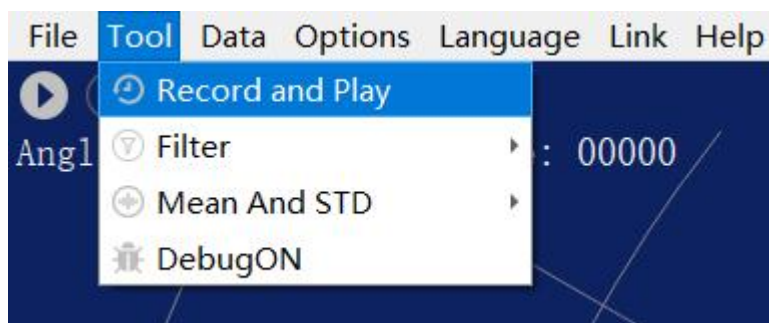 File Tool Data Options Language Link Help
Record and Play
Angl : 00000
Filter
Mean And STD
DebugON